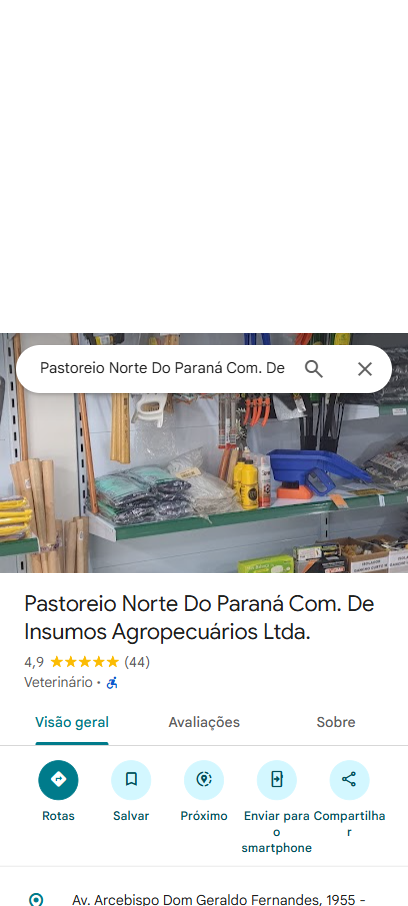 Pastoreio Norte Do Paraná Com. De
Pastoreio Norte Do Paraná Com. De
Insumos Agropecuários Ltda.
4,9 (44)
Veterinário ·
Visão geral Avaliações Sobre
Rotas Salvar Próximo Enviar para o smartphone Compartilhar
Av. Arcebispo Dom Geraldo Fernandes, 1955 -